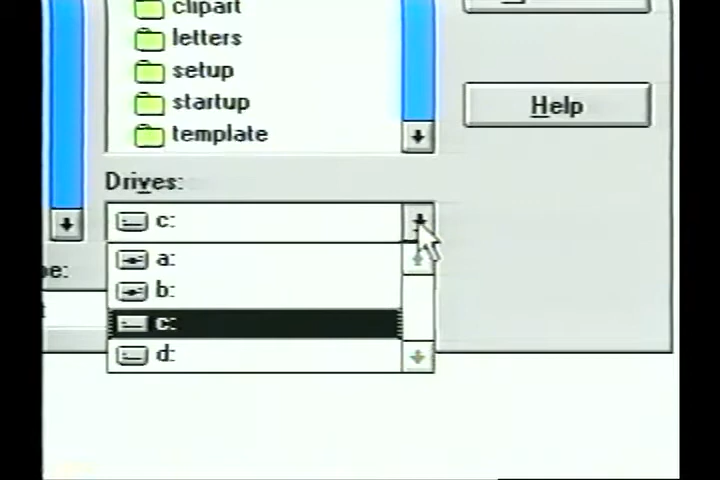 clipart
letters
setup
startup
template
Help
Drives:
c:
a:
b:
c:
d: